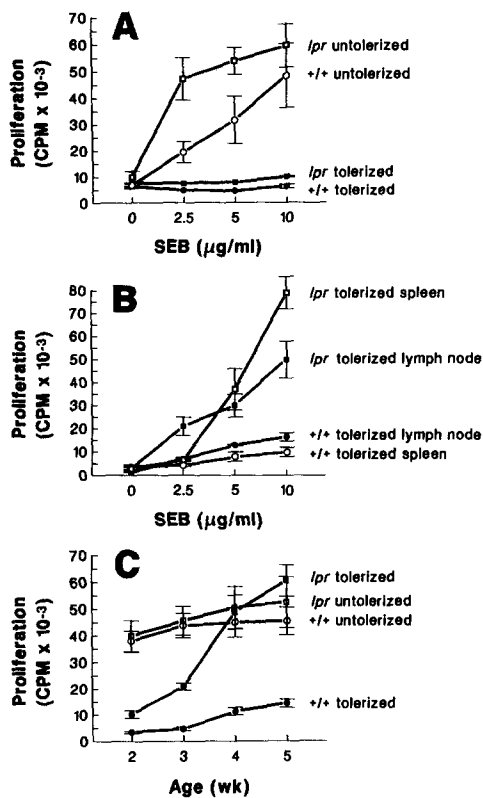 A
Proliferation
(CPM x 10-3)
70
60
50
40
30
20
10
0
lpr untolerized
+/+ untolerized
lpr tolerized
+/+ tolerized
0 2.5 5 10
SEB (µg/ml)
B
Proliferation
(CPM x 10-3)
80
70
60
50
40
30
20
10
0
lpr tolerized spleen
lpr tolerized lymph node
+/+ tolerized lymph node
+/+ tolerized spleen
0 2.5 5 10
SEB (µg/ml)
C
Proliferation
(CPM x 10-3)
70
60
50
40
30
20
10
0
lpr tolerized
lpr untolerized
+/+ untolerized
+/+ tolerized
2 3 4 5
Age (wk)